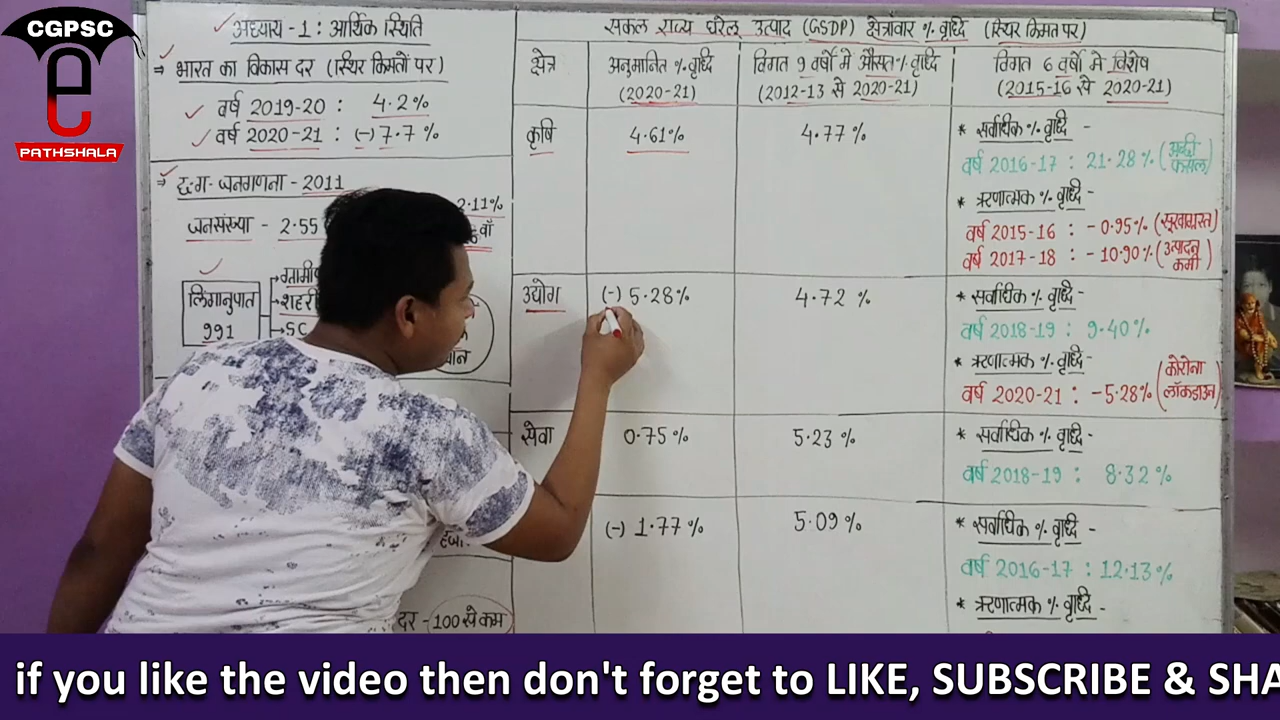 CGPSC
PATHSHALA
अध्याय - 1 : आर्थिक स्थिति
⇒ भारत का विकास दर (स्थिर किमतों पर)
वर्ष 2019-20 : 4.2%
वर्ष 2020-21 : (-) 7.7 %
⇒ छ.ग. जनगणना - 2011
जनसंख्या - 2.55
2.11%
वाँ
लिंगानुपात
991
शहरी
SC
दर - 100 से कम
सकल राज्य घरेलू उत्पाद (GSDP) क्षेत्रांवार % वृध्दि (स्थिर किमत पर)
क्षेत्र
अनुमानित % वृध्दि
(2020-21)
विगत 9 वर्षों में औसत % वृध्दि
(2012-13 से 2020-21)
विगत 6 वर्षों में विशेष
(2015-16 से 2020-21)
कृषि
4.61%
4.77%
* सर्वाधिक % वृध्दि -
वर्ष 2016-17 : 21.28% (अच्छी फसल)
* ऋणात्मक % वृध्दि -
वर्ष 2015-16 : - 0.95% (सूखाग्रस्त)
वर्ष 2017-18 : - 10.90% (उत्पादन कमी)
उद्योग
(-) 5.28%
4.72 %
* सर्वाधिक % वृध्दि -
वर्ष 2018-19 : 9.40%
* ऋणात्मक % वृध्दि -
वर्ष 2020-21 : -5.28% (कोरोना लॉकडाउन)
सेवा
0.75 %
5.23 %
* सर्वाधिक % वृध्दि -
वर्ष 2018-19 : 8.32 %
(-) 1.77 %
5.09 %
* सर्वाधिक % वृध्दि -
वर्ष 2016-17 : 12.13%
* ऋणात्मक % वृध्दि -
if you like the video then don't forget to LIKE, SUBSCRIBE & SHA